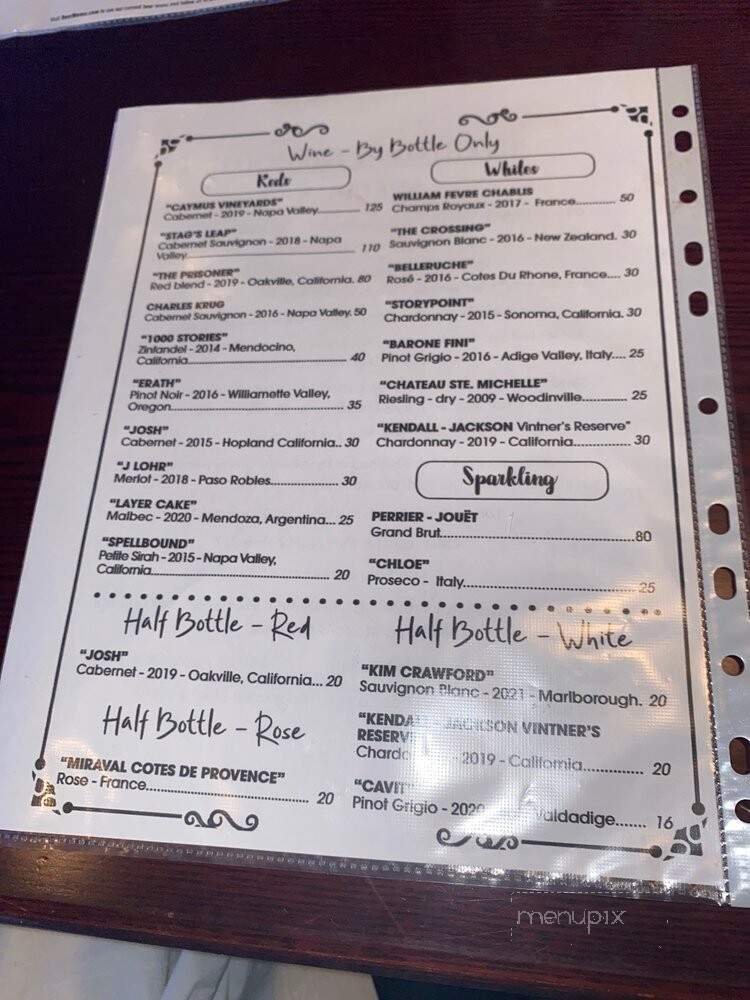 Wine - By Bottle Only
Reds
"CAYMUS VINEYARDS"
Cabernet - 2019 - Napa Valley 125
"STAG'S LEAP"
Cabernet Sauvignon - 2018 - Napa
Valley 110
"THE PRISONER"
Red blend - 2019 - Oakville, California. 80
CHARLES KRUG
Cabernet Sauvignon - 2016 - Napa Valley. 50
"1000 STORIES"
Zinlandel - 2014 - Mendocino,
California 40
"ERATH"
Pinot Noir - 2016 - Williamette Valley,
Oregon 35
"JOSH"
Cabernet - 2015 - Hopland California.. 30
"J LOHR"
Merlot - 2018 - Paso Robles 30
"LAYER CAKE"
Malbec - 2020 - Mendoza, Argentina... 25
"SPELLBOUND"
Petite Sirah - 2015 - Napa Valley,
California 20
Whites
WILLIAM FEVRE CHABLIS
Champs Royaux - 2017 - France 50
"THE CROSSING"
Sauvignon Blanc - 2016 - New Zealand. 30
"BELLERUCHE"
Rosé - 2016 - Cotes Du Rhone, France.... 30
"STORYPOINT"
Chardonnay - 2015 - Sonoma, California. 30
"BARONE FINI"
Pinot Grigio - 2016 - Adige Valley, Italy.... 25
"CHATEAU STE. MICHELLE"
Riesling - dry - 2009 - Woodinville 25
"KENDALL - JACKSON Vintner's Reserve"
Chardonnay - 2019 - California 30
Sparkling
PERRIER - JOUËT
Grand Brut 80
"CHLOE"
Proseco - Italy 25
Half Bottle - Red
"JOSH"
Cabernet - 2019 - Oakville, California... 20
Half Bottle - Rose
"MIRAVAL COTES DE PROVENCE"
Rose - France 20
Half Bottle - White
"KIM CRAWFORD"
Sauvignon Blanc - 2021 - Marlborough. 20
"KENDALL - JACKSON VINTNER'S
RESERVE
2019 - California 20
Pinot Grigio - 2020 Valdadige....... 16
menupix